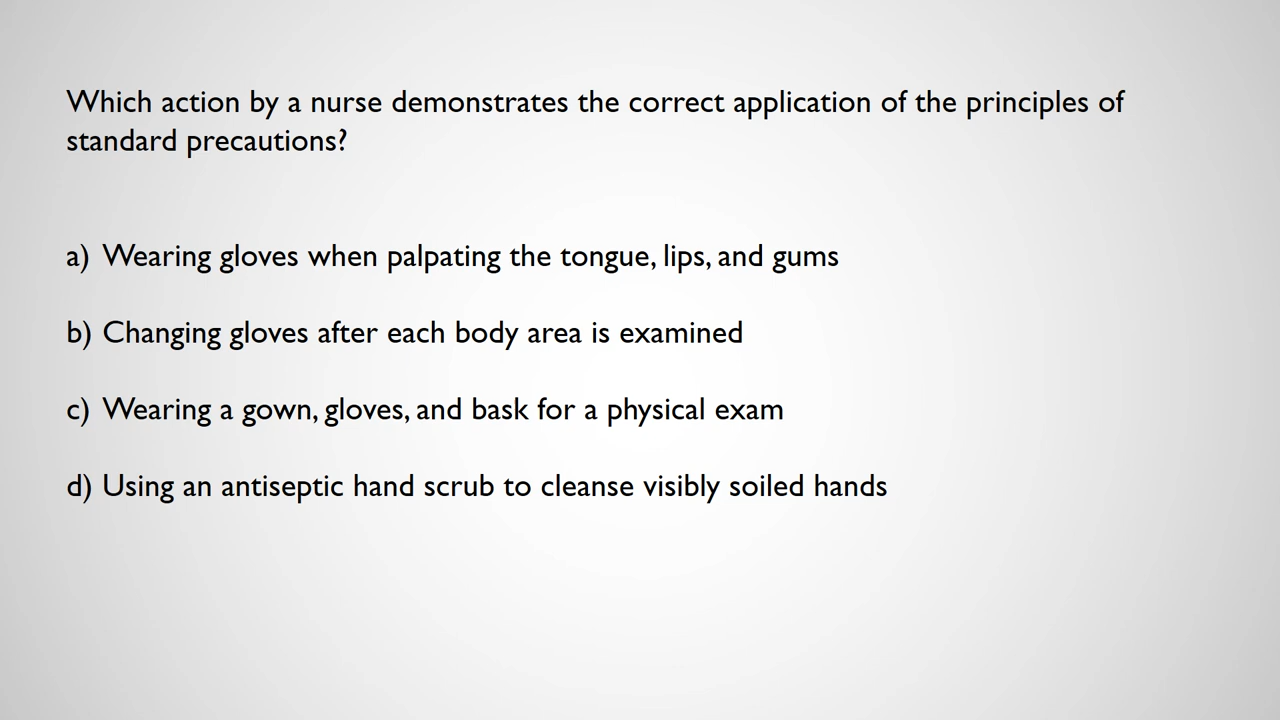 Which action by a nurse demonstrates the correct application of the principles of
standard precautions?
a) Wearing gloves when palpating the tongue, lips, and gums
b) Changing gloves after each body area is examined
c) Wearing a gown, gloves, and bask for a physical exam
d) Using an antiseptic hand scrub to cleanse visibly soiled hands